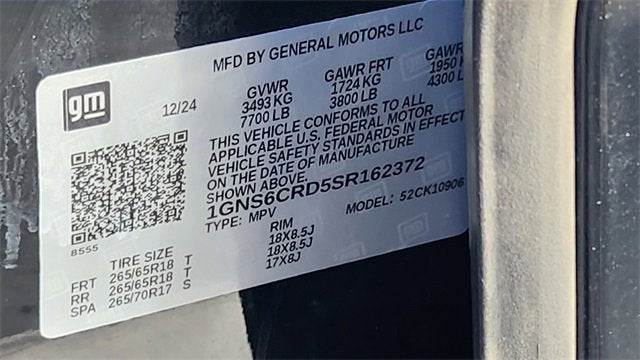 MFD BY GENERAL MOTORS LLC
gm
12/24
GVWR GAWR FRT GAWR
3493 KG 1724 KG 1950 K
7700 LB 3800 LB 4300 L
THIS VEHICLE CONFORMS TO ALL
APPLICABLE U.S. FEDERAL MOTOR
VEHICLE SAFETY STANDARDS IN EFFECT
ON THE DATE OF MANUFACTURE
SHOWN ABOVE.
1GNS6CRD5SR162372
TYPE: MPV MODEL: 52CK10906
8555
TIRE SIZE RIM
FRT 265/65R18 T 18X8.5J
RR 265/65R18 T 18X8.5J
SPA 265/70R17 S 17X8J